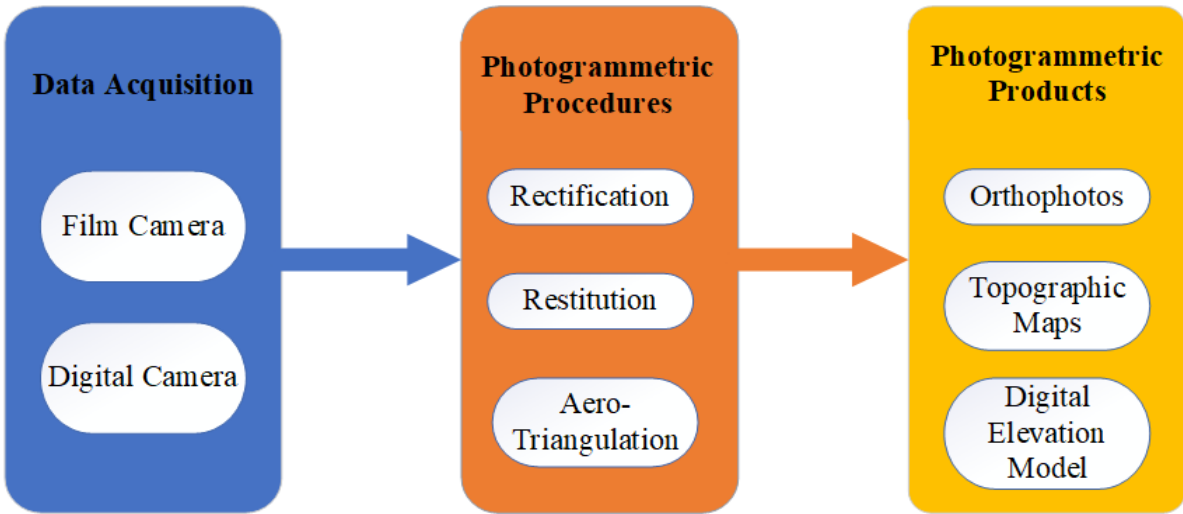 Data Acquisition
Film Camera
Digital Camera
Photogrammetric
Procedures
Rectification
Restitution
Aero-
Triangulation
Photogrammetric
Products
Orthophotos
Topographic
Maps
Digital
Elevation
Model